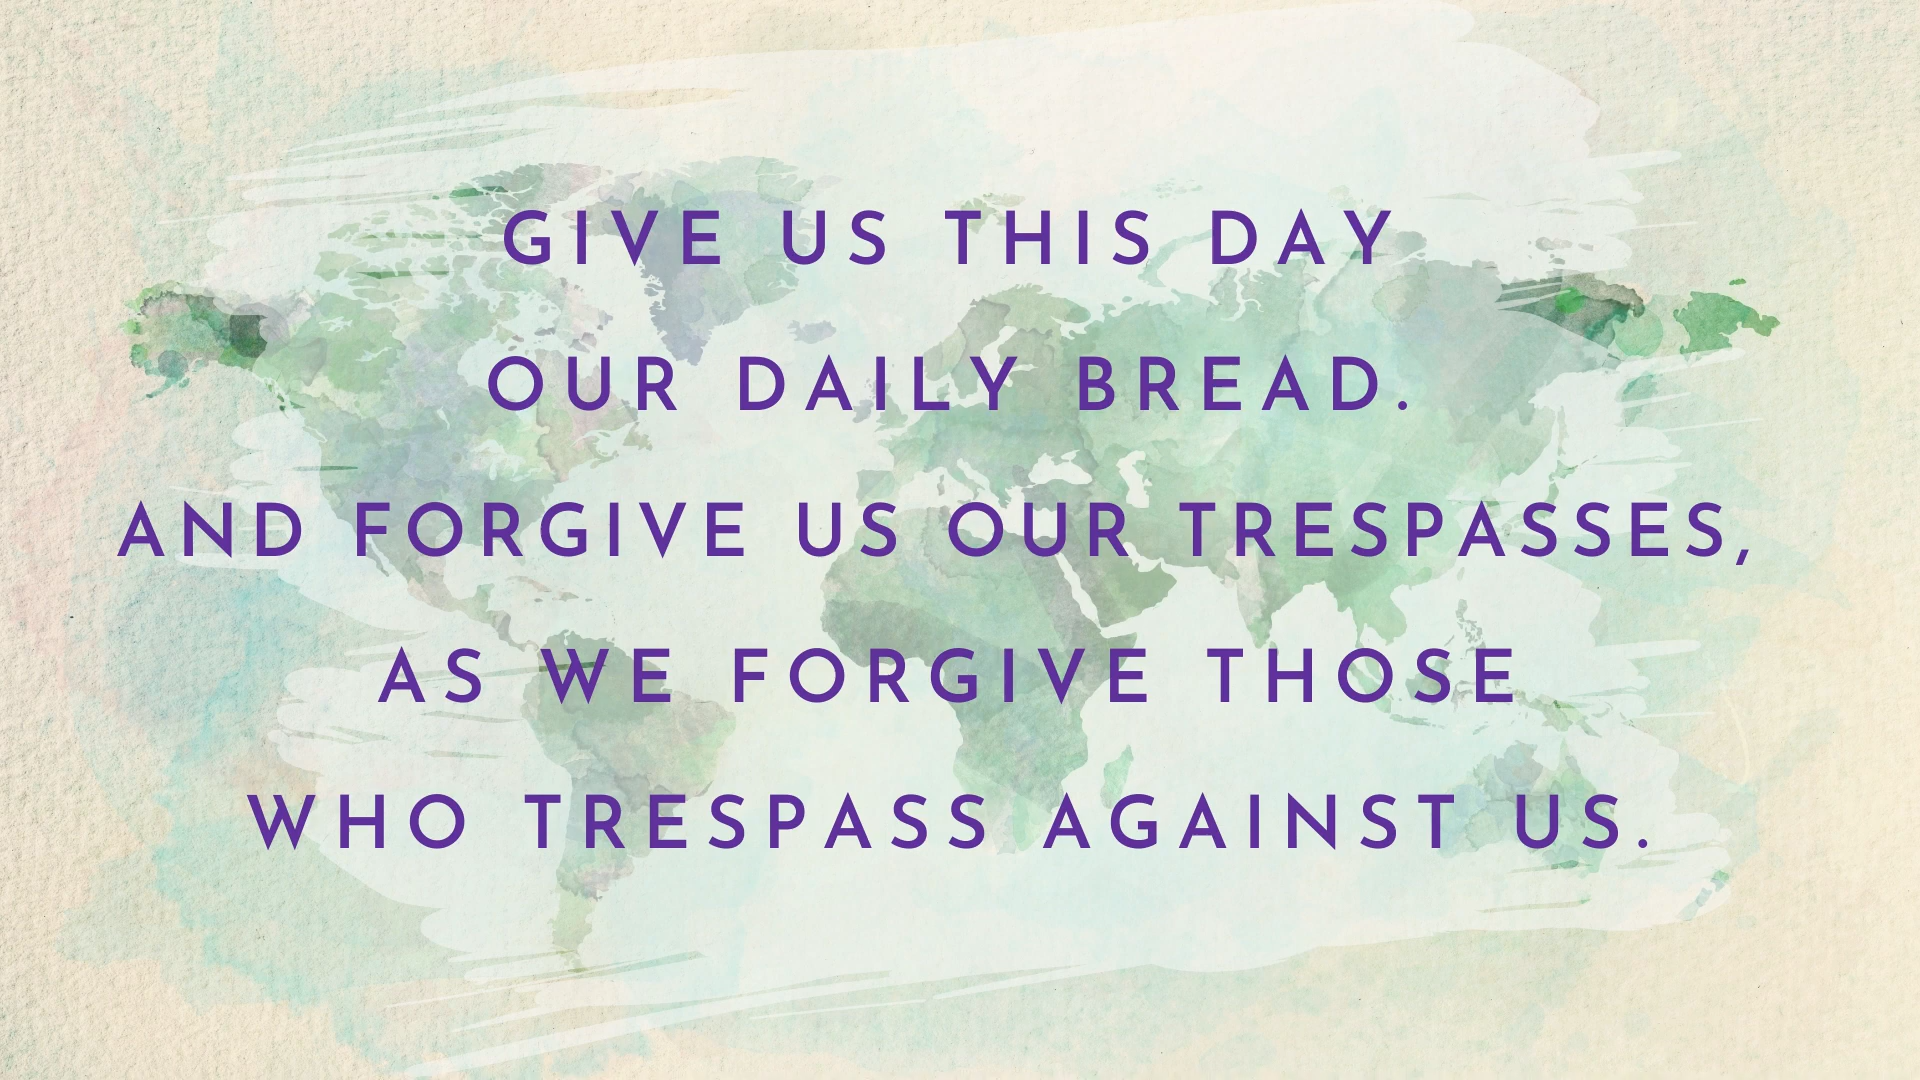 GIVE US THIS DAY
OUR DAILY BREAD.
AND FORGIVE US OUR TRESPASSES,
AS WE FORGIVE THOSE
WHO TRESPASS AGAINST US.